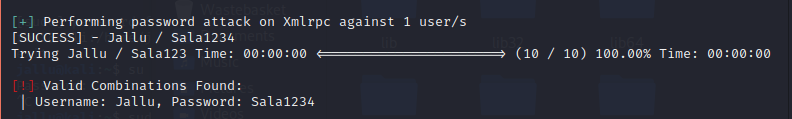 [+] Performing password attack on Xmlrpc against 1 user/s
[SUCCESS] - Jallu / Sala1234
Trying Jallu / Sala123 Time: 00:00:00 <==========================> (10 / 10) 100.00% Time: 00:00:00
[!] Valid Combinations Found:
| Username: Jallu, Password: Sala1234